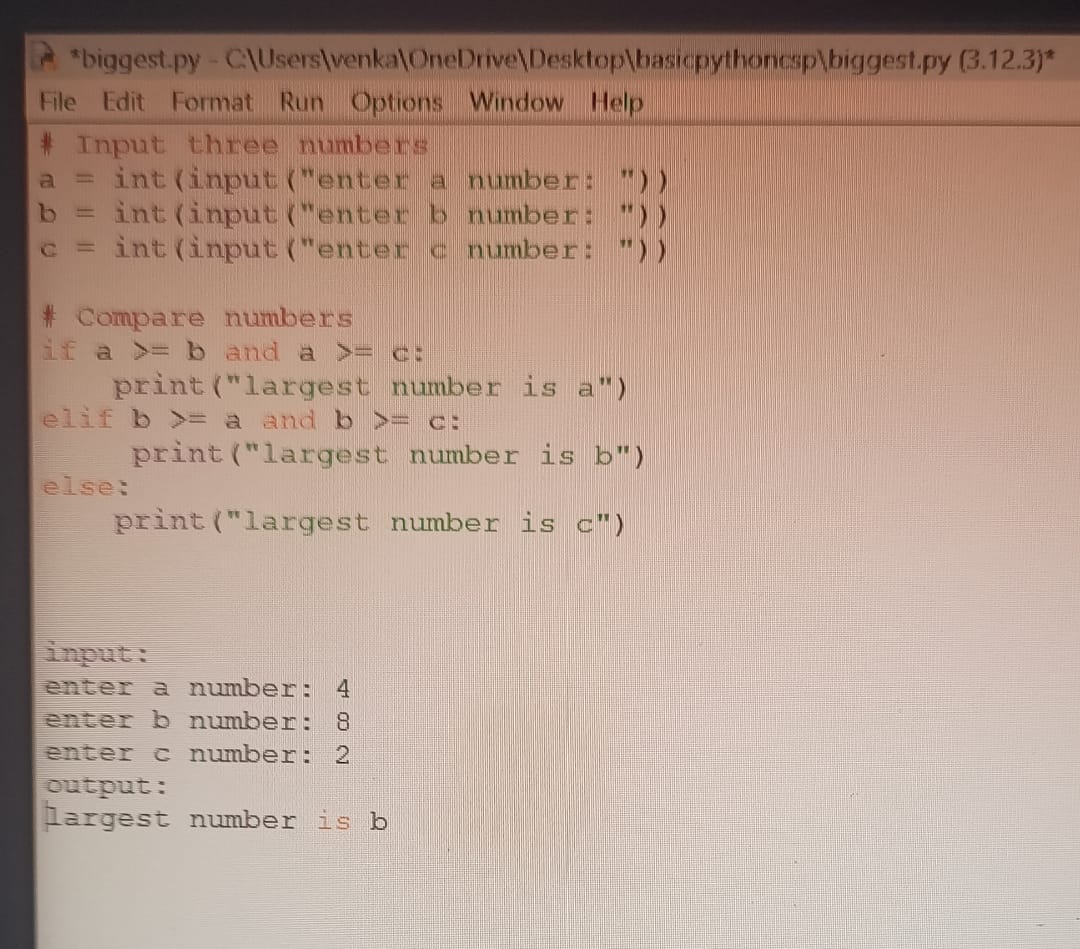 *biggest.py - C:\Users\venka\OneDrive\Desktop\basicpythoncsp\biggest.py (3.12.3)*
File Edit Format Run Options Window Help
# Input three numbers
a = int(input("enter a number: "))
b = int(input("enter b number: "))
c = int(input("enter c number: "))

# Compare numbers
if a >= b and a >= c:
    print("largest number is a")
elif b >= a and b >= c:
     print("largest number is b")
else:
    print("largest number is c")

input:
enter a number: 4
enter b number: 8
enter c number: 2
output:
largest number is b